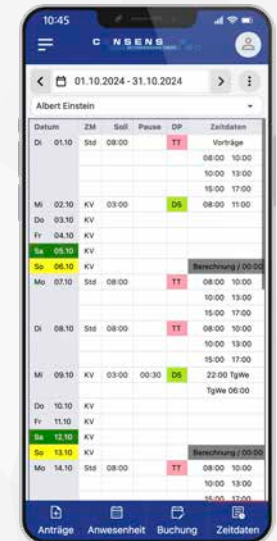 10:45
CONSENS
01.10.2024 - 31.10.2024
Albert Einstein
Datum ZM Soll Pause DP Zeitdaten
Di 01.10 Std 08:00 TT Vorträge
08:00 10:00
10:00 13:00
15:00 17:00
Mi 02.10 KV 03:00 DS 08:00 11:00
Do 03.10 KV
Fr 04.10 KV
Sa 05.10 KV
So 06.10 KV Berechnung / 00:00
Mo 07.10 Std 08:00 TT 08:00 10:00
10:00 13:00
15:00 17:00
Di 08.10 Std 08:00 TT 08:00 10:00
10:00 13:00
15:00 17:00
Mi 09.10 KV 03:00 00:30 DS 22:00 TgWe
TgWe 06:00
Do 10.10 KV
Fr 11.10 KV
Sa 12.10 KV
So 13.10 KV Berechnung / 00:00
Mo 14.10 Std 08:00 TT 08:00 10:00
10:00 13:00
15:00 17:00
Anträge Anwesenheit Buchung Zeitdaten